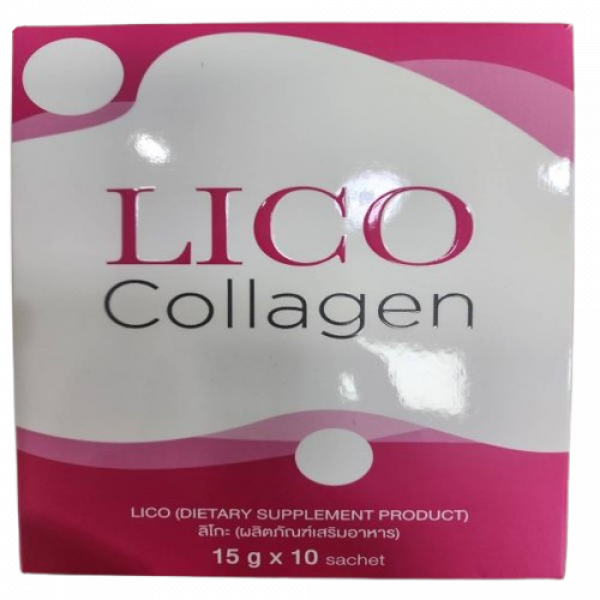 LICO
Collagen
LICO (DIETARY SUPPLEMENT PRODUCT)
ลิโกะ (ผลิตภัณฑ์เสริมอาหาร)
15 g x 10 sachet